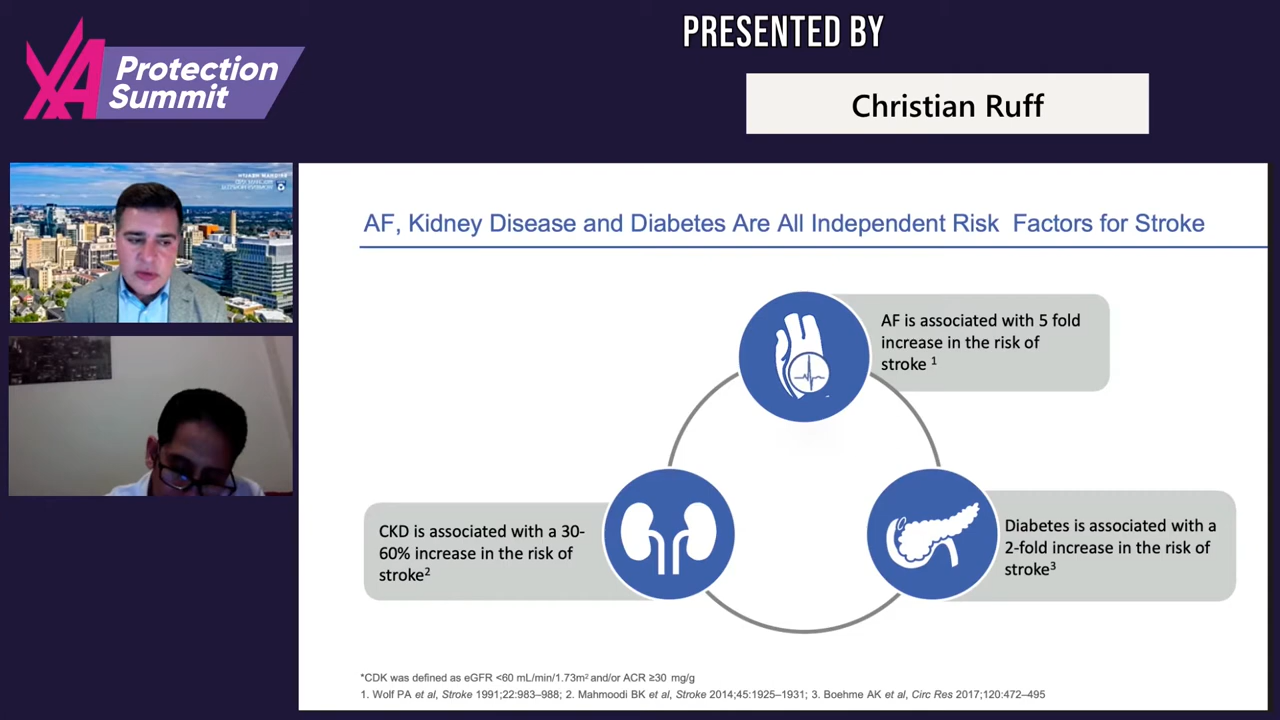 PRESENTED BY
XA Protection
Summit
Christian Ruff
AF, Kidney Disease and Diabetes Are All Independent Risk Factors for Stroke
AF is associated with 5 fold
increase in the risk of
stroke ¹
CKD is associated with a 30-
60% increase in the risk of
stroke²
Diabetes is associated with a
2-fold increase in the risk of
stroke³
*CDK was defined as eGFR <60 mL/min/1.73m² and/or ACR ≥30 mg/g
1. Wolf PA et al, Stroke 1991;22:983–988; 2. Mahmoodi BK et al, Stroke 2014;45:1925–1931; 3. Boehme AK et al, Circ Res 2017;120:472–495